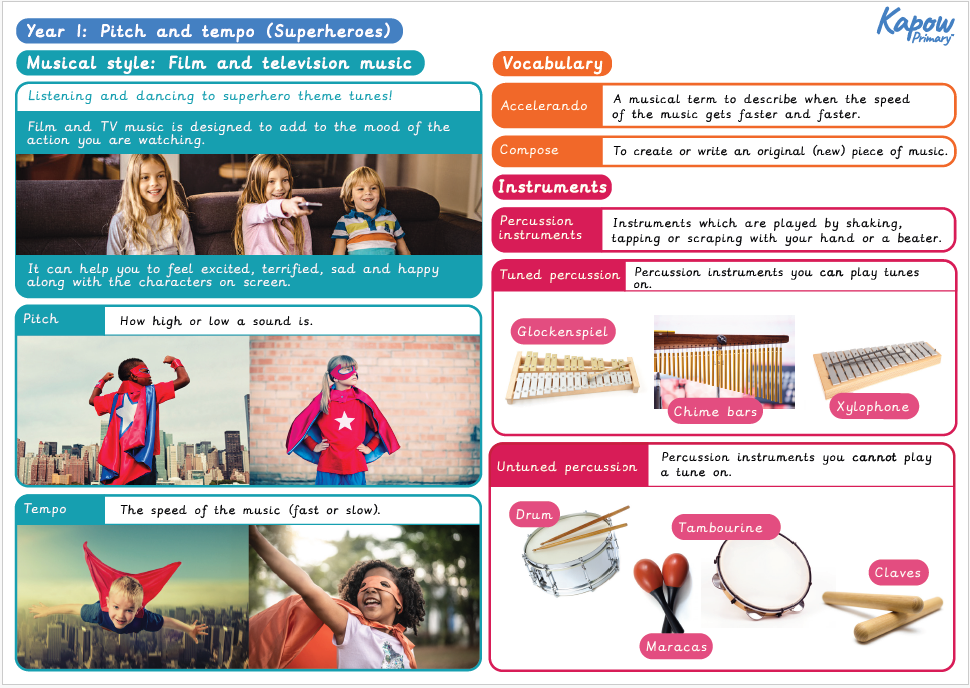 Year 1: Pitch and tempo (Superheroes)
Kapow
Primary™
Musical style: Film and television music
Listening and dancing to superhero theme tunes!
Film and TV music is designed to add to the mood of the
action you are watching.
It can help you to feel excited, terrified, sad and happy
along with the characters on screen.
Pitch
How high or low a sound is.
Tempo
The speed of the music (fast or slow).
Vocabulary
Accelerando
A musical term to describe when the speed
of the music gets faster and faster.
Compose
To create or write an original (new) piece of music.
Instruments
Percussion
instruments
Instruments which are played by shaking,
tapping or scraping with your hand or a beater.
Tuned percussion
Percussion instruments you can play tunes
on.
Glockenspiel
Chime bars
Xylophone
Untuned percussion
Percussion instruments you cannot play
a tune on.
Drum
Tambourine
Claves
Maracas